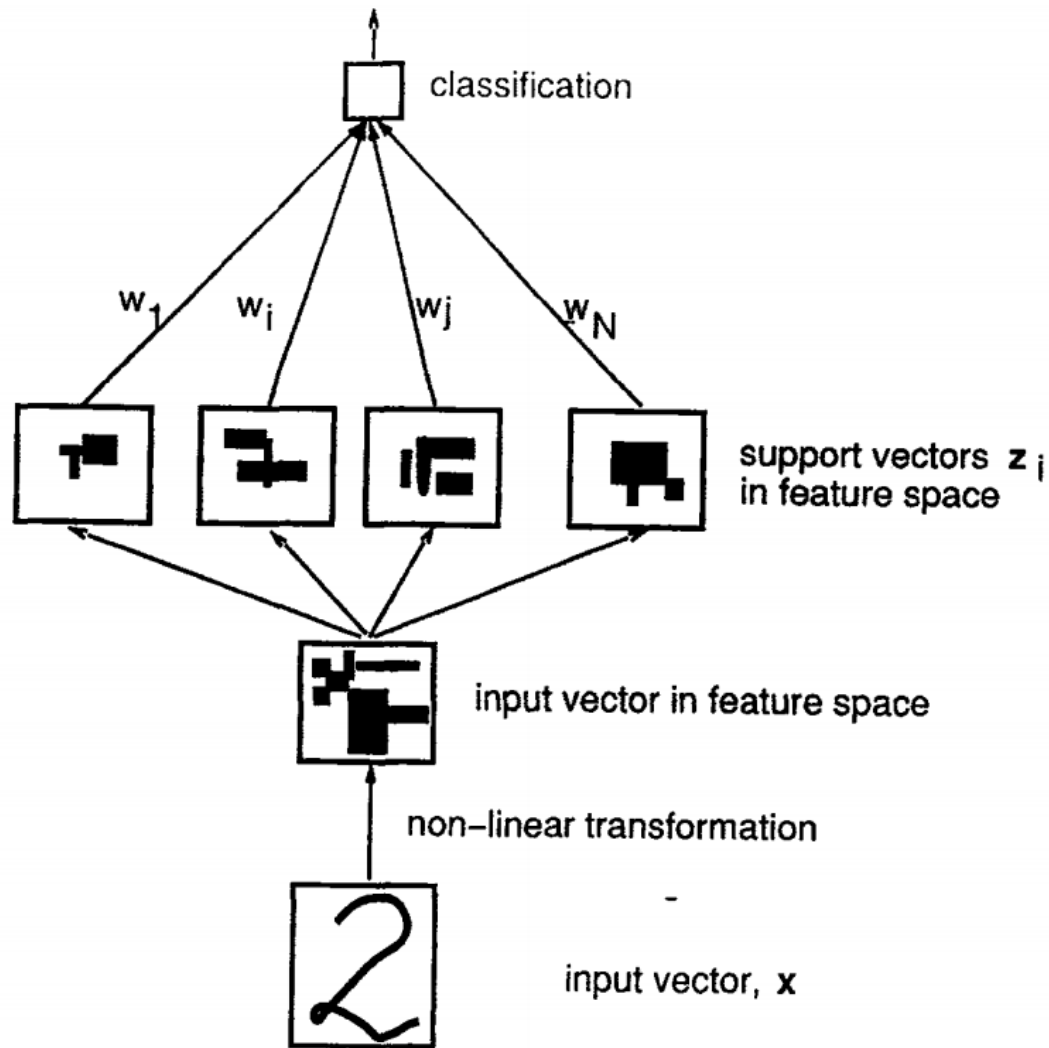 classification
w1
wi
wj
wN
support vectors zi
in feature space
input vector in feature space
non-linear transformation
2
input vector, x